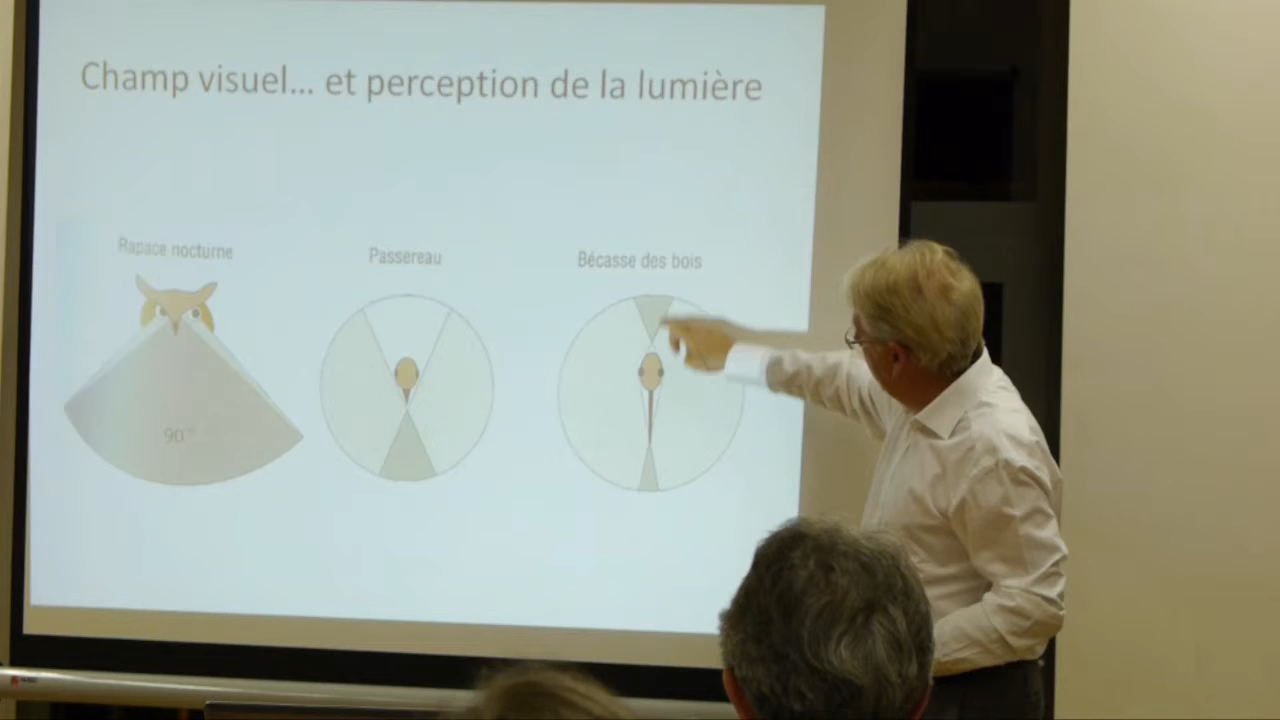 Champ visuel... et perception de la lumière
Rapace nocturne
Passereau
Bécasse des bois
90 °